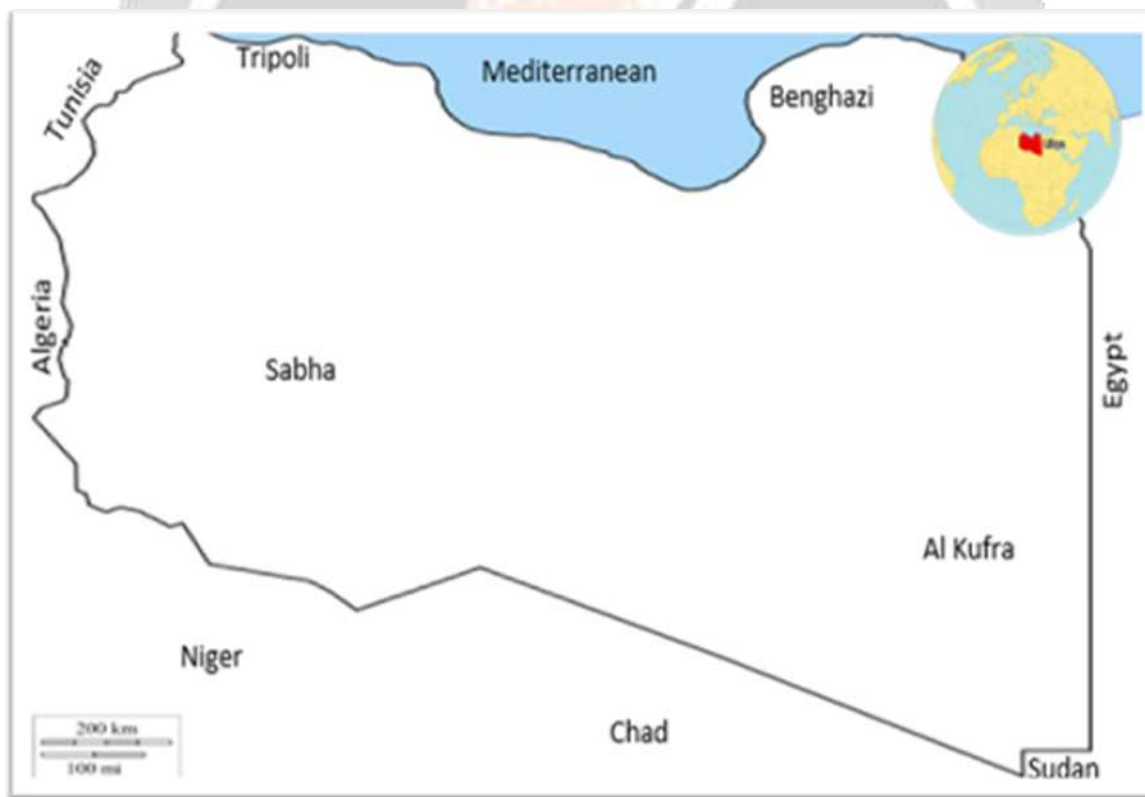 Tripoli
Mediterranean
Tunisia
Benghazi
Algeria
Sabha
Egypt
Al Kufra
Niger
Chad
200 km
100 mi
Sudan